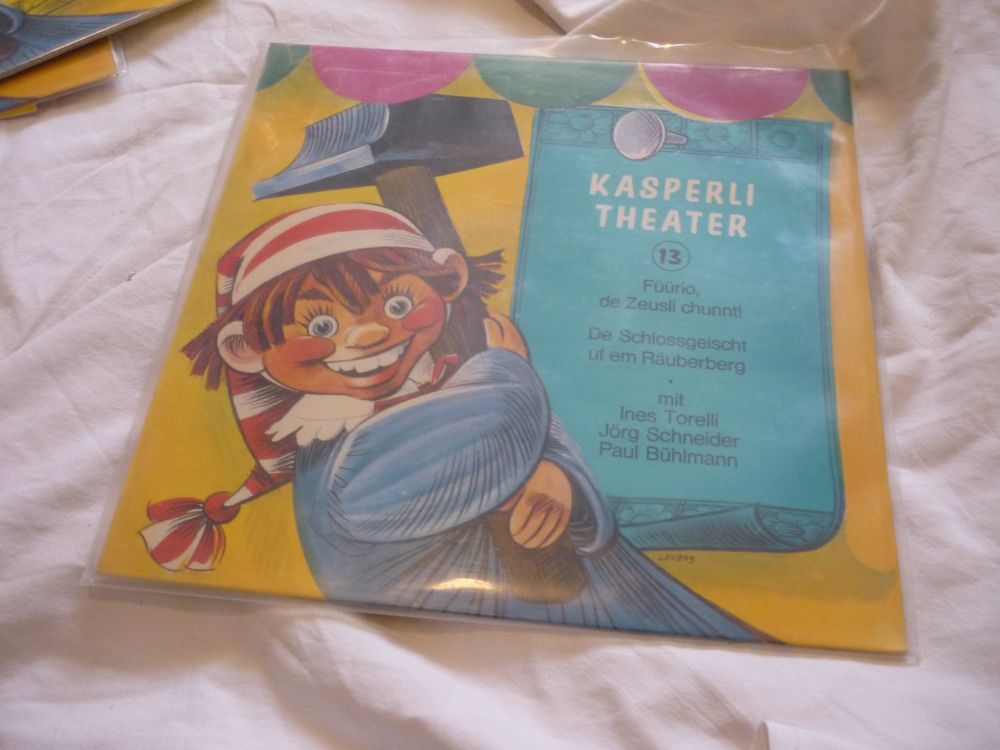 KASPERLI
THEATER
13
Füürio,
de Zeusli chunnt!
De Schlossgeischt
uf em Räuberberg
mit
Ines Torelli
Jörg Schneider
Paul Bühlmann